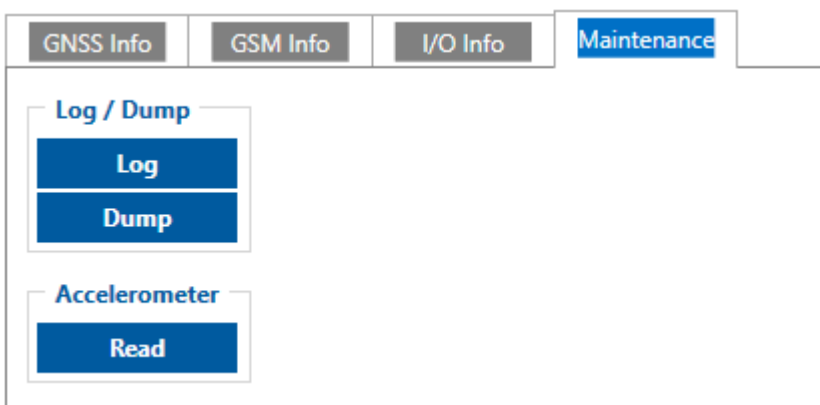 GNSS Info GSM Info I/O Info Maintenance
Log / Dump
Log
Dump
Accelerometer
Read